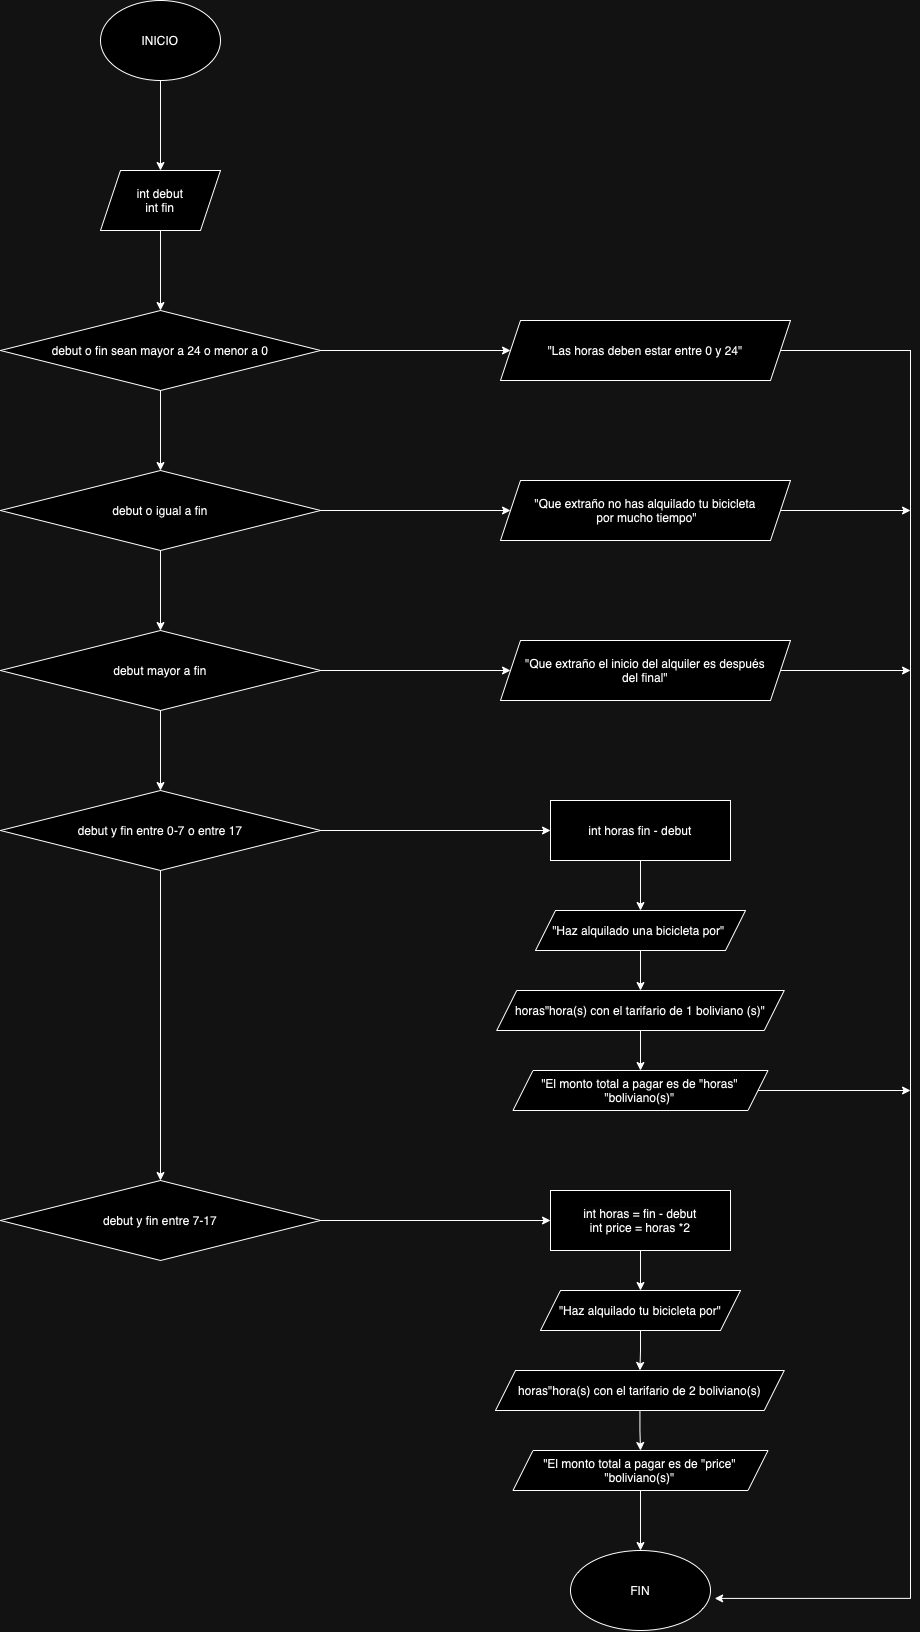 INICIO
int debut
int fin
debut o fin sean mayor a 24 o menor a 0
"Las horas deben estar entre 0 y 24"
debut o igual a fin
"Que extraño no has alquilado tu bicicleta
por mucho tiempo"
debut mayor a fin
"Que extraño el inicio del alquiler es después
del final"
debut y fin entre 0-7 o entre 17
int horas fin - debut
"Haz alquilado una bicicleta por"
horas"hora(s) con el tarifario de 1 boliviano (s)"
"El monto total a pagar es de "horas"
"boliviano(s)"
debut y fin entre 7-17
int horas = fin - debut
int price = horas *2
"Haz alquilado tu bicicleta por"
horas"hora(s) con el tarifario de 2 boliviano(s)
"El monto total a pagar es de "price"
"boliviano(s)"
FIN